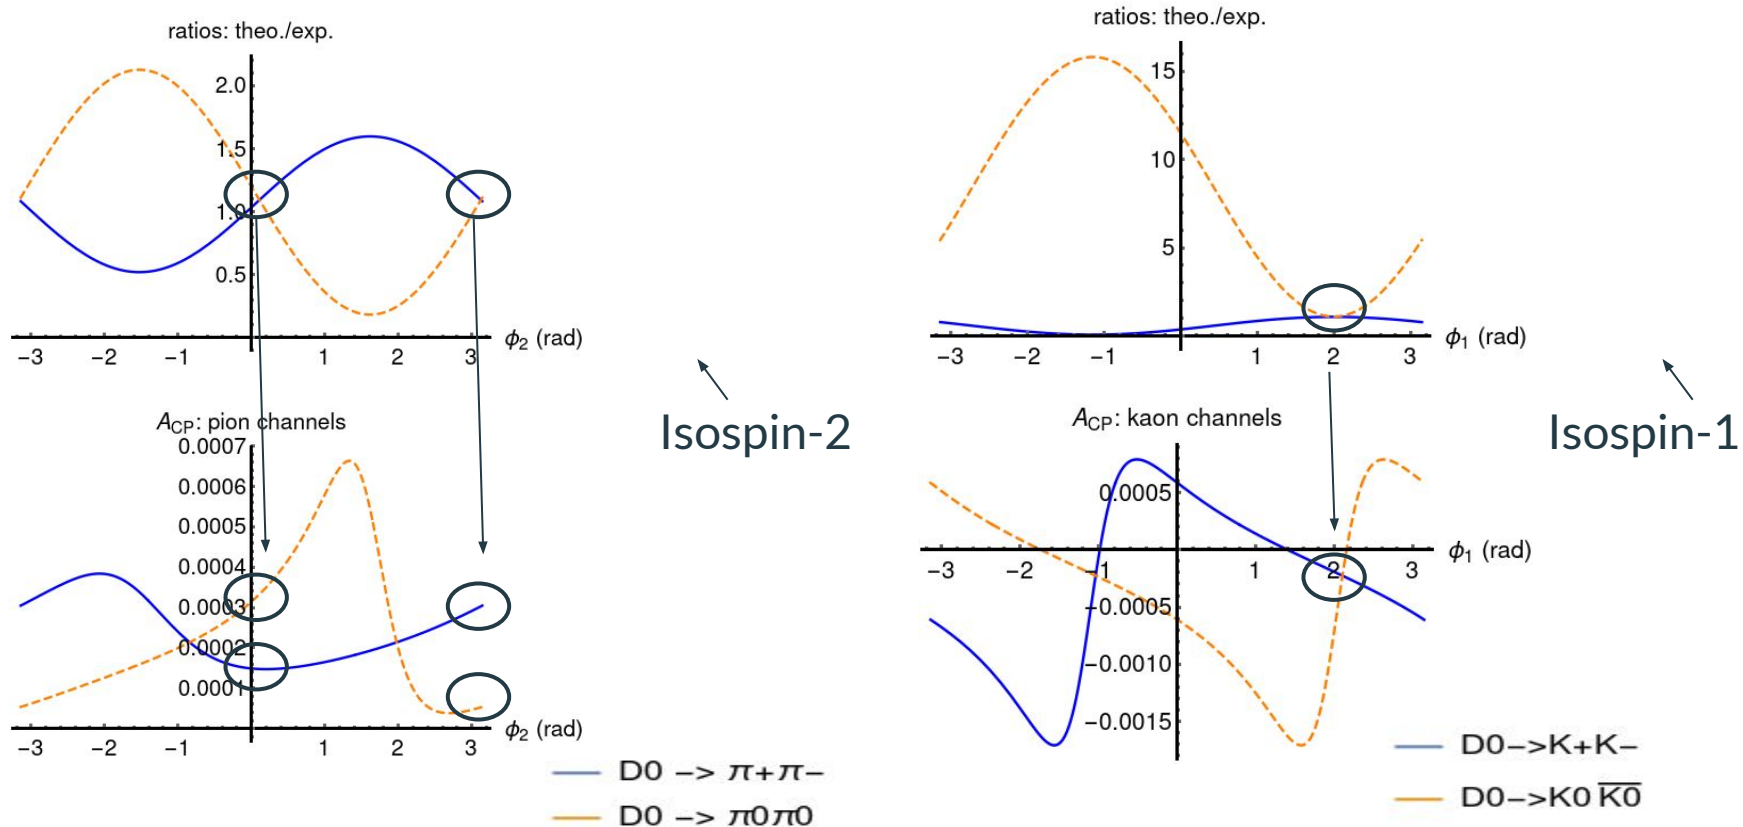 ratios: theo./exp.
2.0
1.5
1.0
0.5
−3 −2 −1 1 2 3
ϕ2 (rad)
ratios: theo./exp.
15
10
5
−3 −2 −1 1 2 3
ϕ1 (rad)
Isospin-2
Isospin-1
ACP: pion channels
0.0007
0.0006
0.0005
0.0004
0.0003
0.0002
0.0001
−3 −2 −1 1 2 3
ϕ2 (rad)
D0 −> π+π−
D0 −> π0π0
ACP: kaon channels
0.0005
−3 −2 −1 1 2 3
ϕ1 (rad)
−0.0005
−0.0010
−0.0015
D0−>K+K−
D0−>K0 K̅0̅